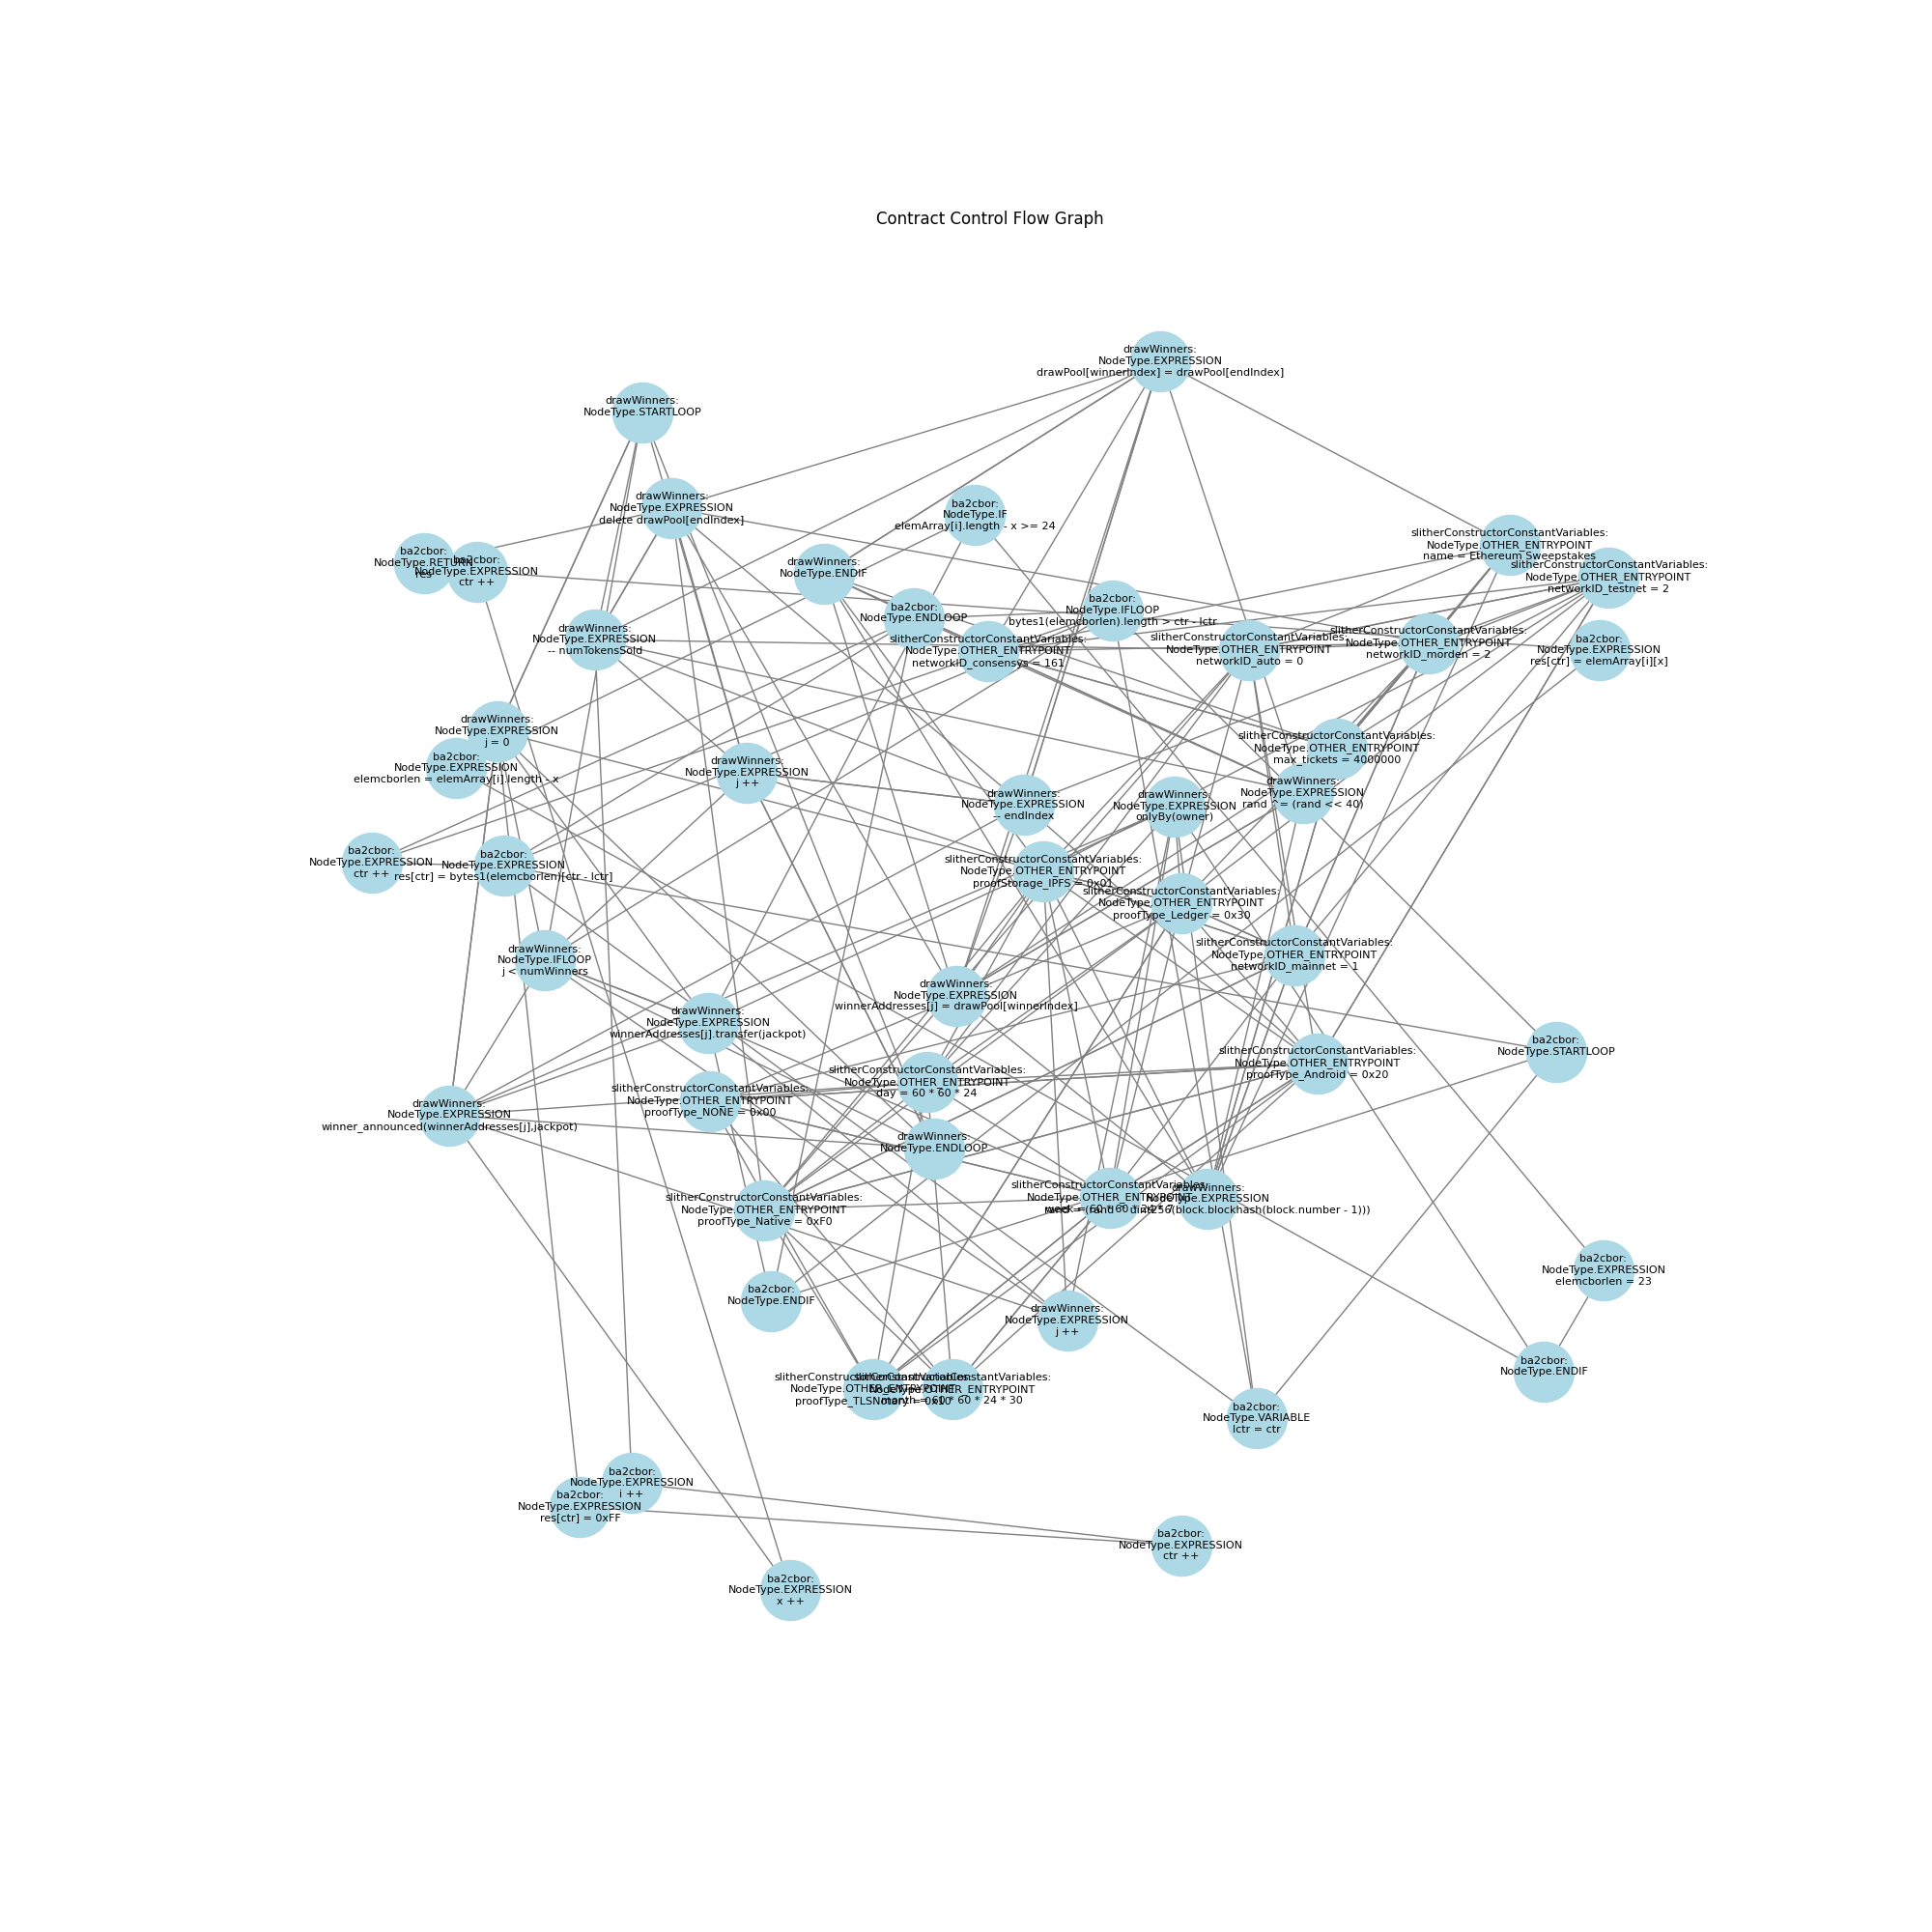 Contract Control Flow Graph
drawWinners:
NodeType.EXPRESSION
drawPool[winnerIndex] = drawPool[endIndex]
drawWinners:
NodeType.STARTLOOP
drawWinners:
NodeType.EXPRESSION
delete drawPool[endIndex]
ba2cbor:
NodeType.IF
elemArray[i].length - x >= 24
slitherConstructorConstantVariables:
NodeType.OTHER_ENTRYPOINT
name = Ethereum Sweepstakes
ba2cbor:
NodeType.RETURN
res
ba2cbor:
NodeType.EXPRESSION
ctr ++
drawWinners:
NodeType.ENDIF
slitherConstructorConstantVariables:
NodeType.OTHER_ENTRYPOINT
networkID_testnet = 2
ba2cbor:
NodeType.ENDLOOP
ba2cbor:
NodeType.IFLOOP
bytes1(elemcborlen).length > ctr - lctr
drawWinners:
NodeType.EXPRESSION
-- numTokensSold
slitherConstructorConstantVariables:
NodeType.OTHER_ENTRYPOINT
networkID_consensys = 161
slitherConstructorConstantVariables:
NodeType.OTHER_ENTRYPOINT
networkID_auto = 0
slitherConstructorConstantVariables:
NodeType.OTHER_ENTRYPOINT
networkID_morden = 2
ba2cbor:
NodeType.EXPRESSION
res[ctr] = elemArray[i][x]
drawWinners:
NodeType.EXPRESSION
j = 0
ba2cbor:
NodeType.EXPRESSION
elemcborlen = elemArray[i].length - x
drawWinners:
NodeType.EXPRESSION
j ++
slitherConstructorConstantVariables:
NodeType.OTHER_ENTRYPOINT
max_tickets = 4000000
drawWinners:
NodeType.EXPRESSION
rand ^= (rand << 40)
drawWinners:
NodeType.EXPRESSION
-- endIndex
drawWinners:
NodeType.EXPRESSION
onlyBy(owner)
ba2cbor:
NodeType.EXPRESSION
ctr ++
ba2cbor:
NodeType.EXPRESSION
res[ctr] = bytes1(elemcborlen)[ctr - lctr]
slitherConstructorConstantVariables:
NodeType.OTHER_ENTRYPOINT
proofStorage_IPFS = 0x01
slitherConstructorConstantVariables:
NodeType.OTHER_ENTRYPOINT
proofType_Ledger = 0x30
drawWinners:
NodeType.IFLOOP
j < numWinners
slitherConstructorConstantVariables:
NodeType.OTHER_ENTRYPOINT
networkID_mainnet = 1
drawWinners:
NodeType.EXPRESSION
winnerAddresses[j] = drawPool[winnerIndex]
drawWinners:
NodeType.EXPRESSION
winnerAddresses[j].transfer(jackpot)
ba2cbor:
NodeType.STARTLOOP
slitherConstructorConstantVariables:
NodeType.OTHER_ENTRYPOINT
proofType_Android = 0x20
slitherConstructorConstantVariables:
NodeType.OTHER_ENTRYPOINT
day = 60 * 60 * 24
slitherConstructorConstantVariables:
NodeType.OTHER_ENTRYPOINT
proofType_NONE = 0x00
drawWinners:
NodeType.EXPRESSION
winner_announced(winnerAddresses[j],jackpot)
drawWinners:
NodeType.ENDLOOP
slitherConstructorConstantVariables:
NodeType.OTHER_ENTRYPOINT
proofType_Native = 0xF0
slitherConstructorConstantVariables:
NodeType.OTHER_ENTRYPOINT
drawWinners:
NodeType.EXPRESSION
ba2cbor:
NodeType.EXPRESSION
elemcborlen = 23
ba2cbor:
NodeType.ENDIF
drawWinners:
NodeType.EXPRESSION
j ++
ba2cbor:
NodeType.ENDIF
slitherConstructorConstantVariables:
NodeType.OTHER_ENTRYPOINT
proofType_TLSNotary = 0x10
slitherConstructorConstantVariables:
NodeType.OTHER_ENTRYPOINT
month = 60 * 60 * 24 * 30
ba2cbor:
NodeType.VARIABLE
lctr = ctr
ba2cbor:
NodeType.EXPRESSION
i ++
ba2cbor:
NodeType.EXPRESSION
res[ctr] = 0xFF
ba2cbor:
NodeType.EXPRESSION
ctr ++
ba2cbor:
NodeType.EXPRESSION
x ++